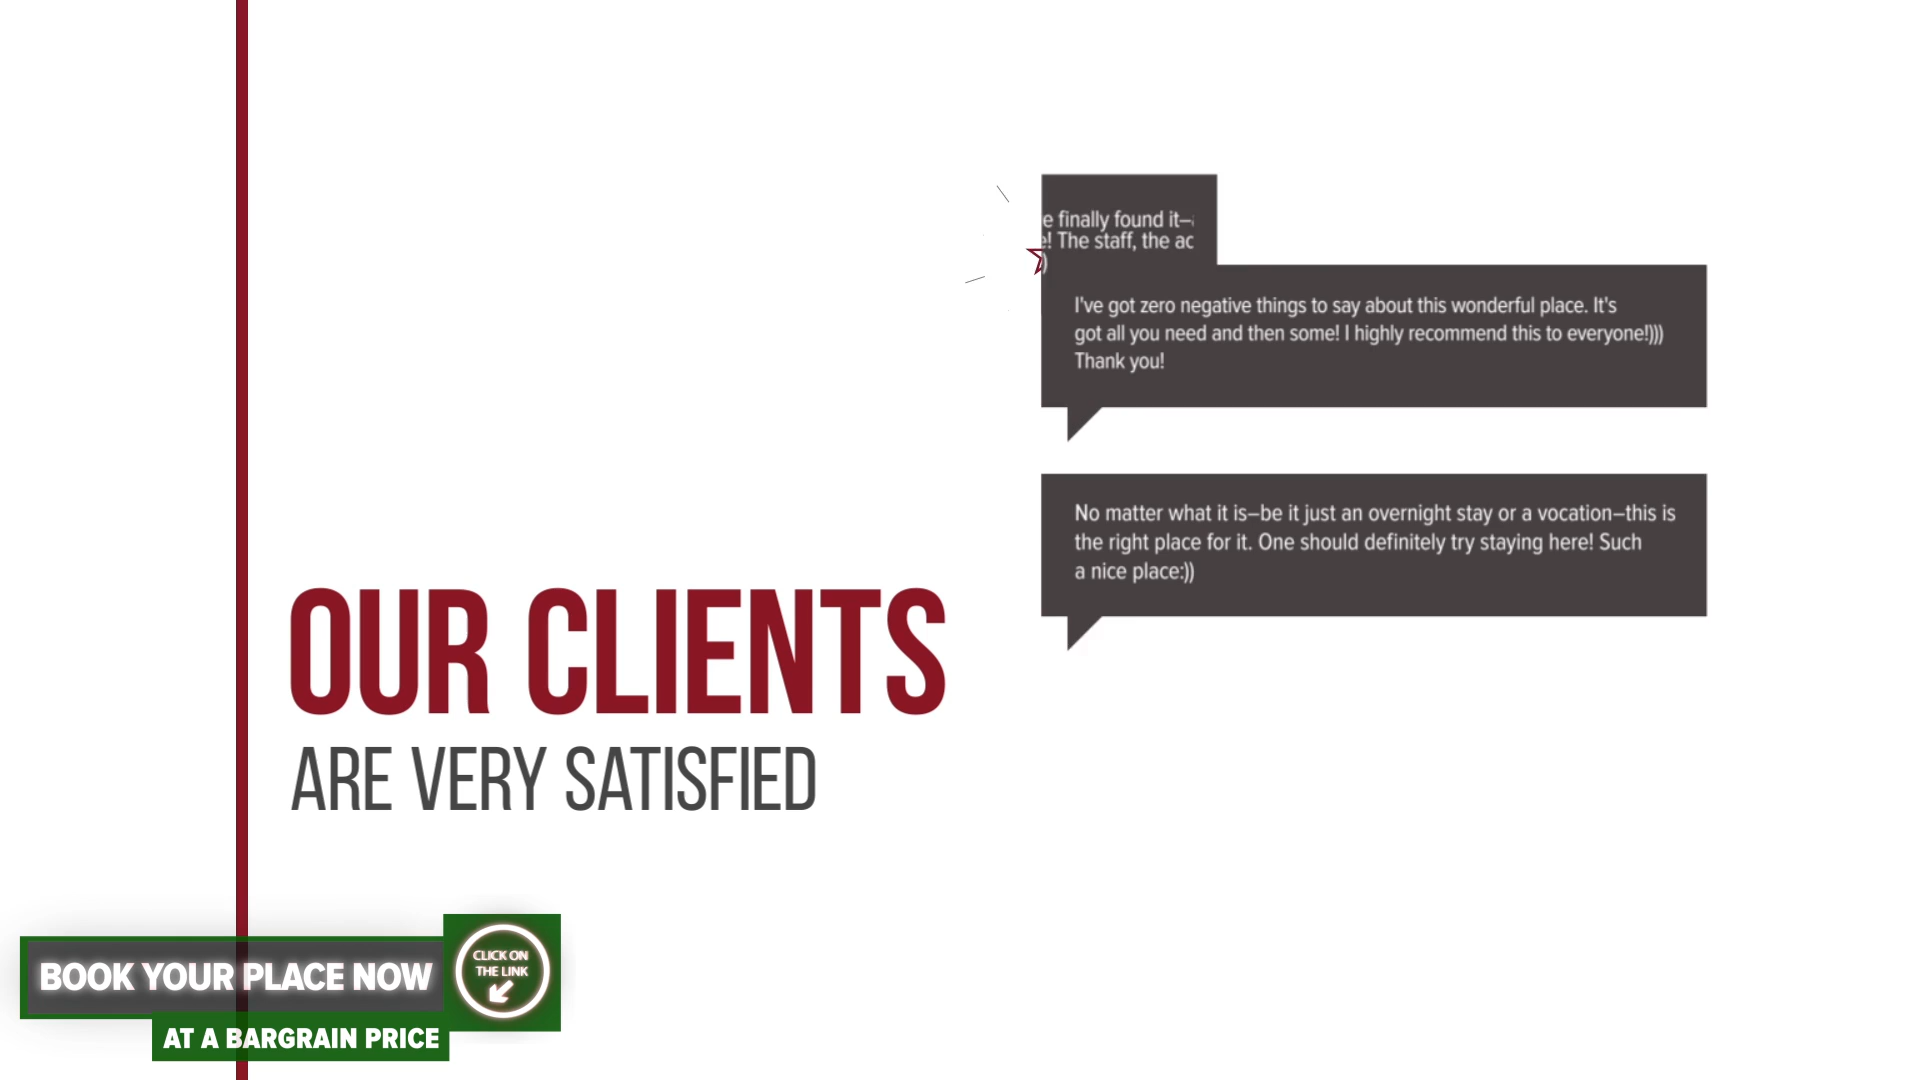 finally found it–
The staff, the
I've got zero negative things to say about this wonderful place. It's
got all you need and then some! I highly recommend this to everyone!)))
Thank you!
No matter what it is–be it just an overnight stay or a vocation–this is
the right place for it. One should definitely try staying here! Such
a nice place:))
OUR CLIENTS
ARE VERY SATISFIED
BOOK YOUR PLACE NOW
CLICK ON
THE LINK
AT A BARGRAIN PRICE